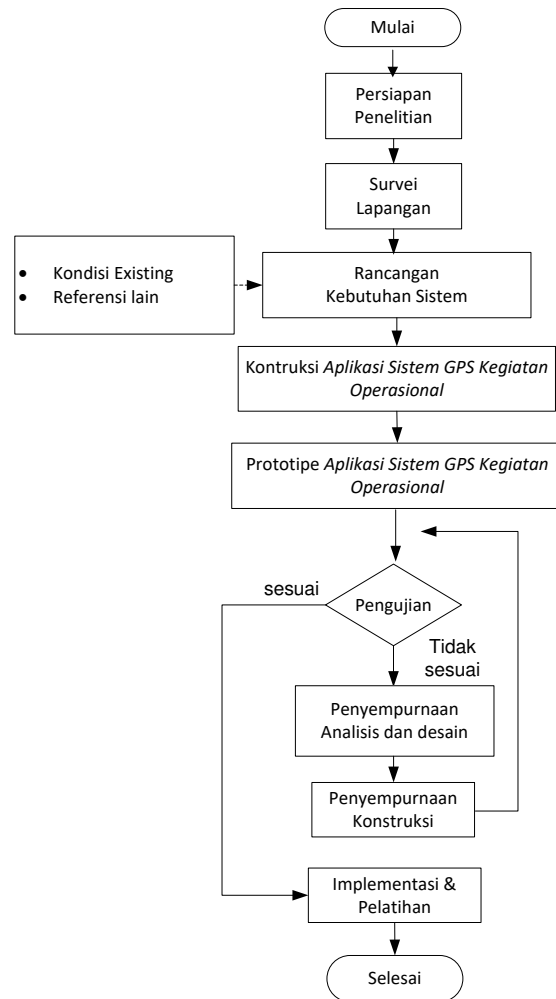 Mulai
Persiapan
Penelitian
Survei
Lapangan
• Kondisi Existing
• Referensi lain
Rancangan
Kebutuhan Sistem
Kontruksi Aplikasi Sistem GPS Kegiatan
Operasional
Prototipe Aplikasi Sistem GPS Kegiatan
Operasional
sesuai
Pengujian
Tidak
sesuai
Penyempurnaan
Analisis dan desain
Penyempurnaan
Konstruksi
Implementasi &
Pelatihan
Selesai